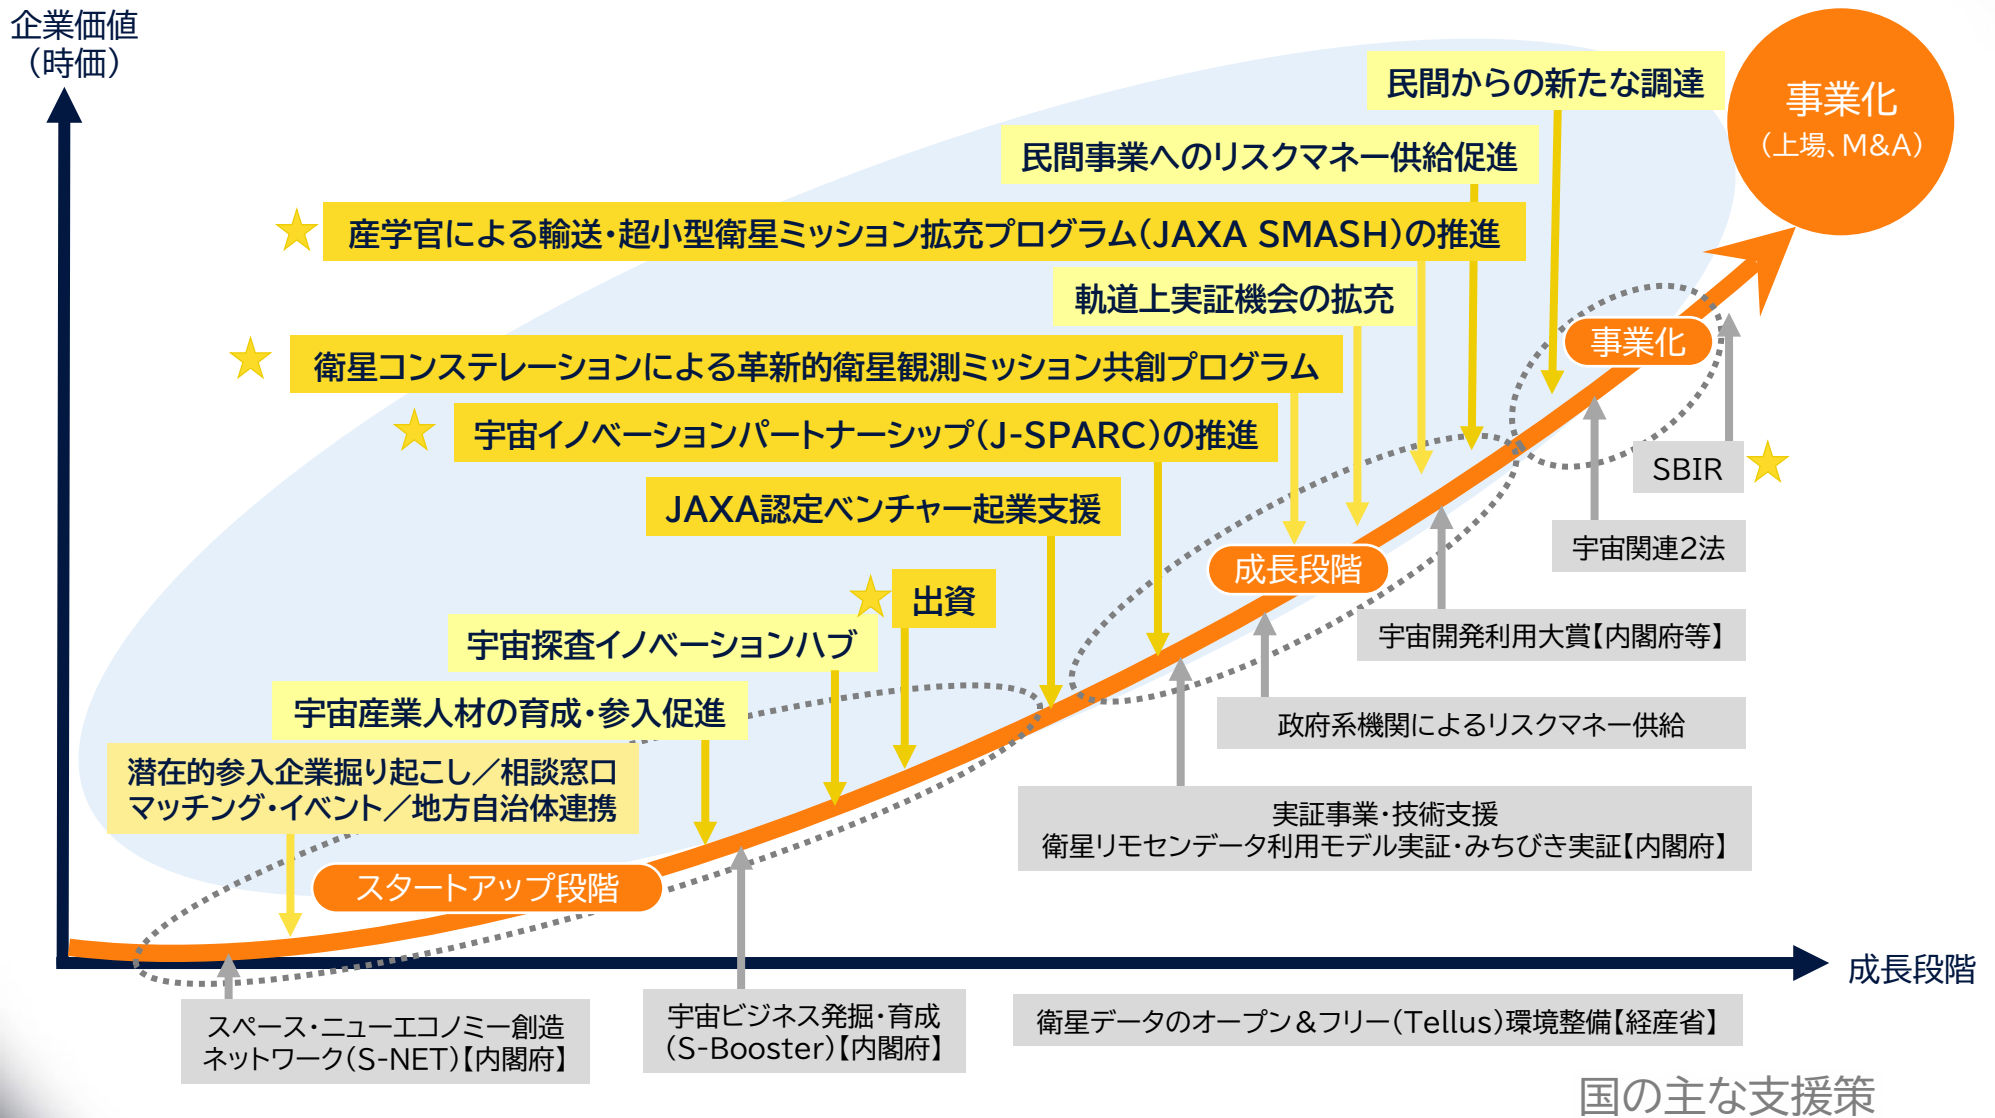 企業価値
（時価）
民間からの新たな調達
事業化
（上場、M&A）
民間事業へのリスクマネー供給促進
産学官による輸送・超小型衛星ミッション拡充プログラム（JAXA SMASH）の推進
軌道上実証機会の拡充
事業化
衛星コンステレーションによる革新的衛星観測ミッション共創プログラム
宇宙イノベーションパートナーシップ（J-SPARC）の推進
SBIR
JAXA認定ベンチャー起業支援
宇宙関連2法
成長段階
出資
宇宙探査イノベーションハブ
宇宙開発利用大賞【内閣府等】
宇宙産業人材の育成・参入促進
政府系機関によるリスクマネー供給
潜在的参入企業掘り起こし／相談窓口
マッチング・イベント／地方自治体連携
実証事業・技術支援
衛星リモセンデータ利用モデル実証・みちびき実証【内閣府】
スタートアップ段階
成長段階
スペース・ニューエコノミー創造
ネットワーク（S-NET）【内閣府】
宇宙ビジネス発掘・育成
（S-Booster）【内閣府】
衛星データのオープン＆フリー（Tellus）環境整備【経産省】
国の主な支援策